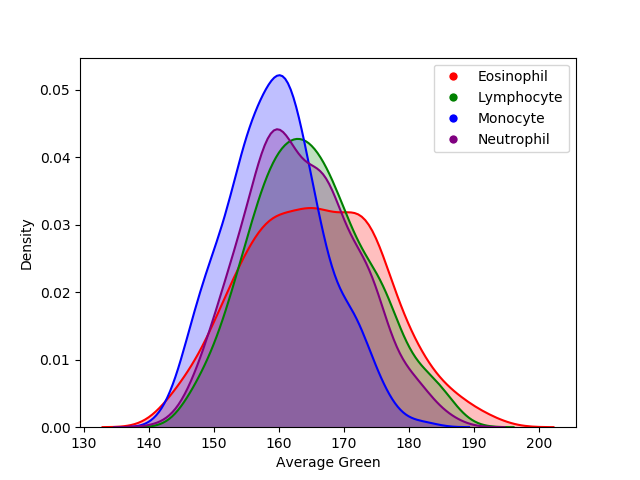 Eosinophil
Lymphocyte
Monocyte
Neutrophil
0.05
0.04
0.03
0.02
0.01
0.00
Density
130 140 150 160 170 180 190 200
Average Green